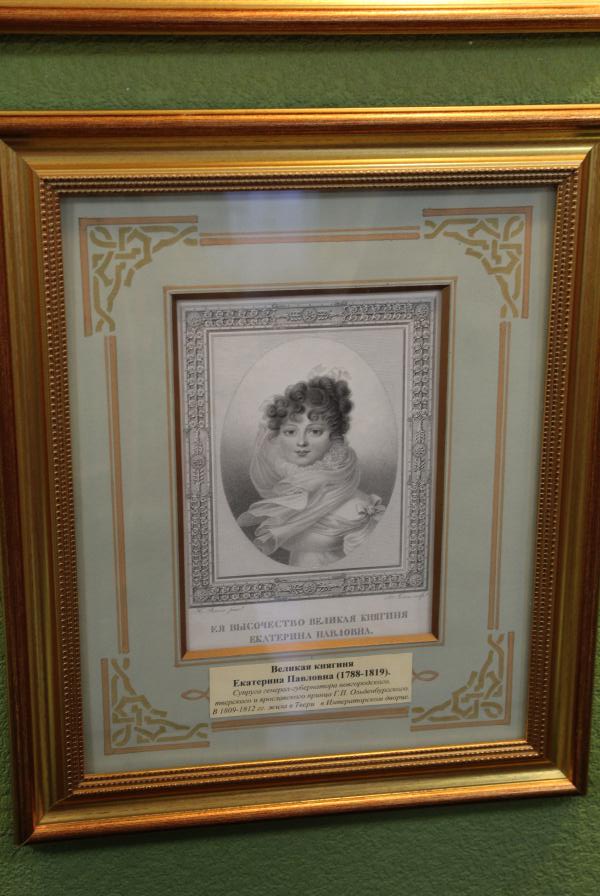 ЕЯ ВЫСОЧЕСТВО ВЕЛИКАЯ КНЯГИНЯ
ЕКАТЕРИНА ПАВЛОВНА.
Великая княгиня
Екатерина Павловна (1788-1819).
Супруга генерал-губернатора новгородского,
тверского и ярославского принца Г.П. Ольденбургского.
В 1809-1812 гг. жила в Твери в Императорском дворце.